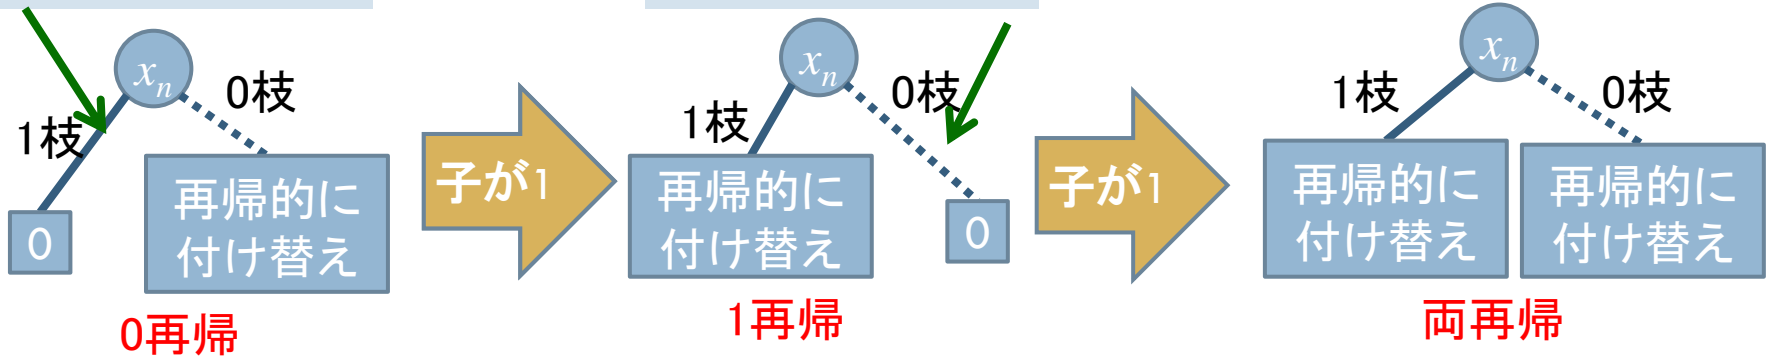 x_n
1枝
0枝
0
再帰的に
付け替え
0再帰
子が1
x_n
1枝
0枝
再帰的に
付け替え
0
1再帰
子が1
x_n
1枝
0枝
再帰的に
付け替え
再帰的に
付け替え
両再帰